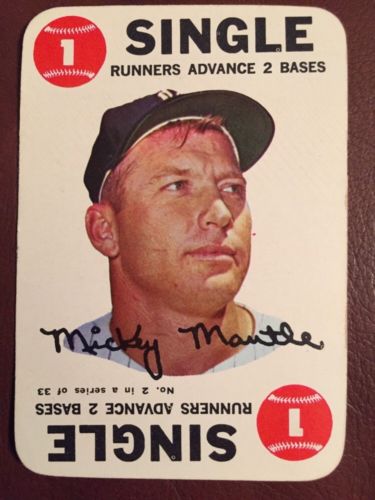 1
SINGLE
RUNNERS ADVANCE 2 BASES
Mickey Mantle
No. 2 in a series of 33
RUNNERS ADVANCE 2 BASES
SINGLE
1